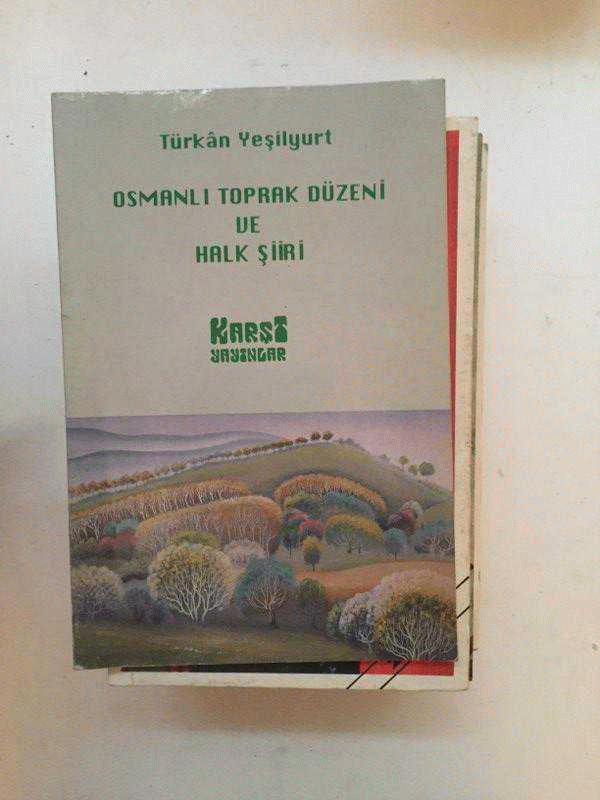 Türkân Yeşilyurt
OSMANLI TOPRAK DÜZENİ
VE
HALK ŞİİRİ
KARŞI
YAYINLAR